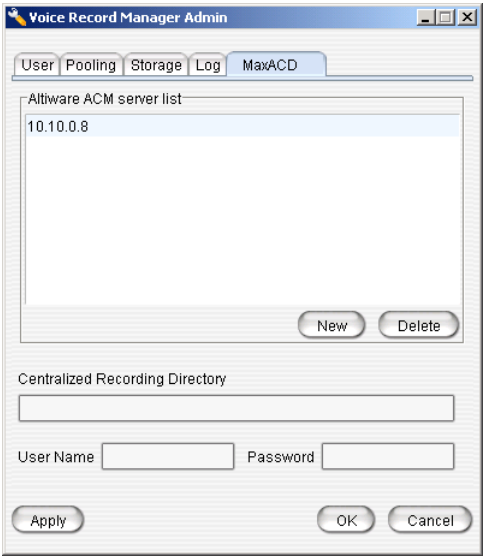 Voice Record Manager Admin
User Pooling Storage Log MaxACD
Altiware ACM server list
10.10.0.8
New Delete
Centralized Recording Directory
User Name Password
Apply OK Cancel